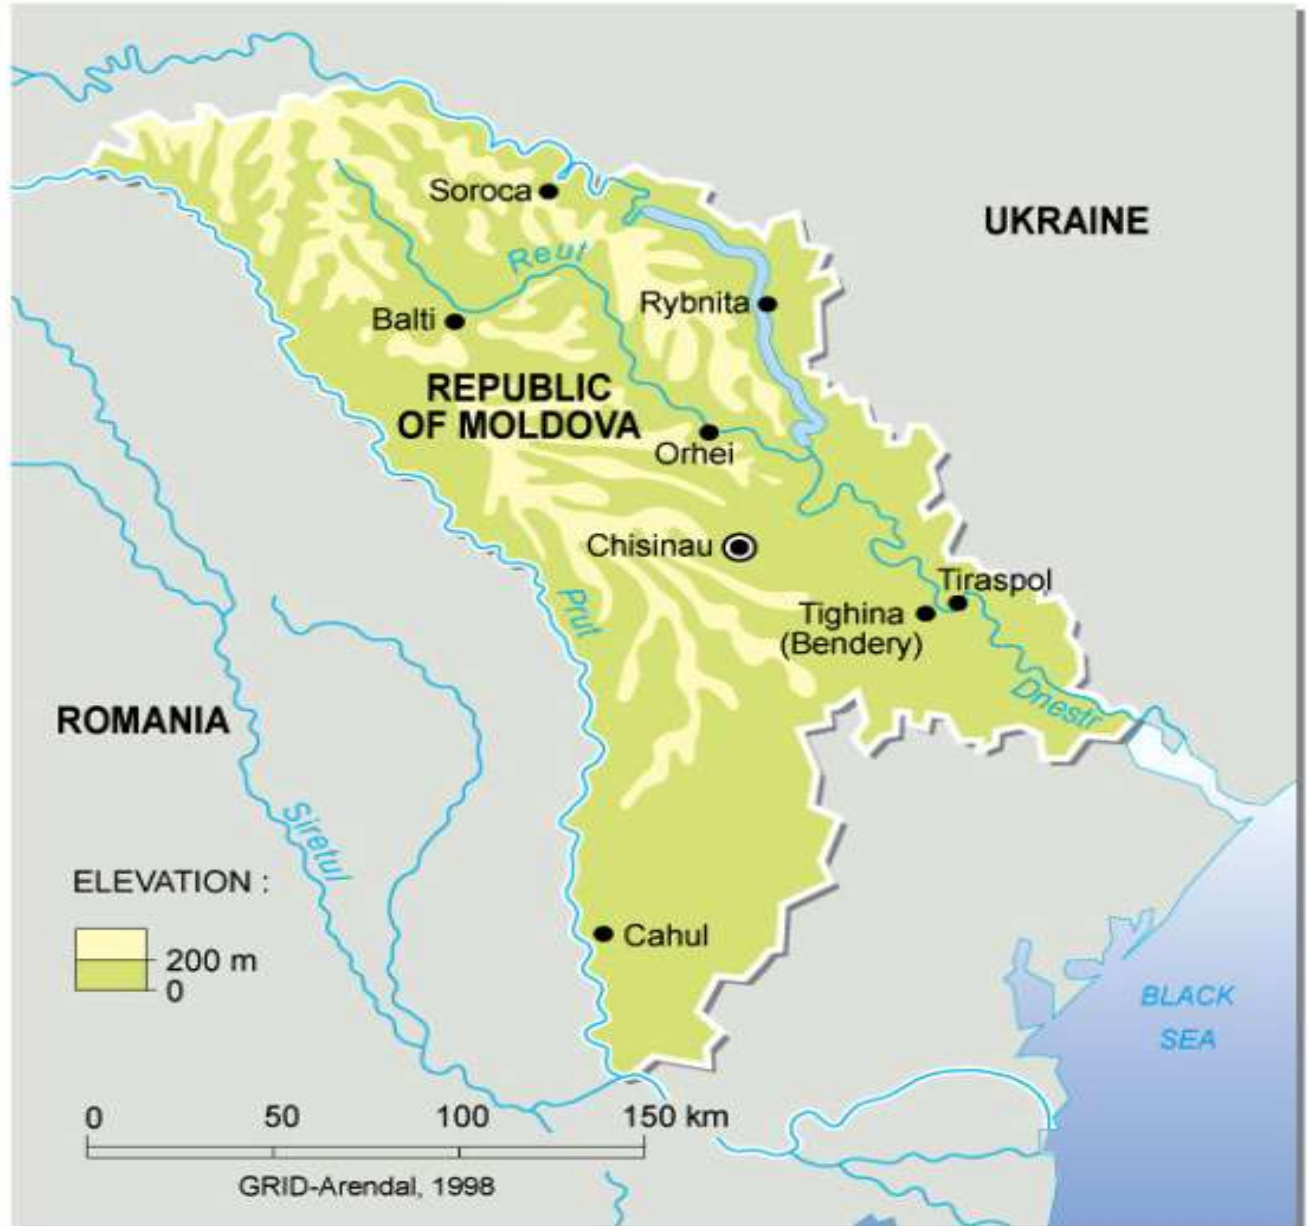 UKRAINE
Soroca
Reut
Rybnita
Balti
REPUBLIC
OF MOLDOVA
Orhei
Chisinau
Tiraspol
Prut
Tighina
(Bendery)
Dnestr
ROMANIA
Siretul
ELEVATION :
200 m
0
Cahul
BLACK
SEA
0 50 100 150 km
GRID-Arendal, 1998